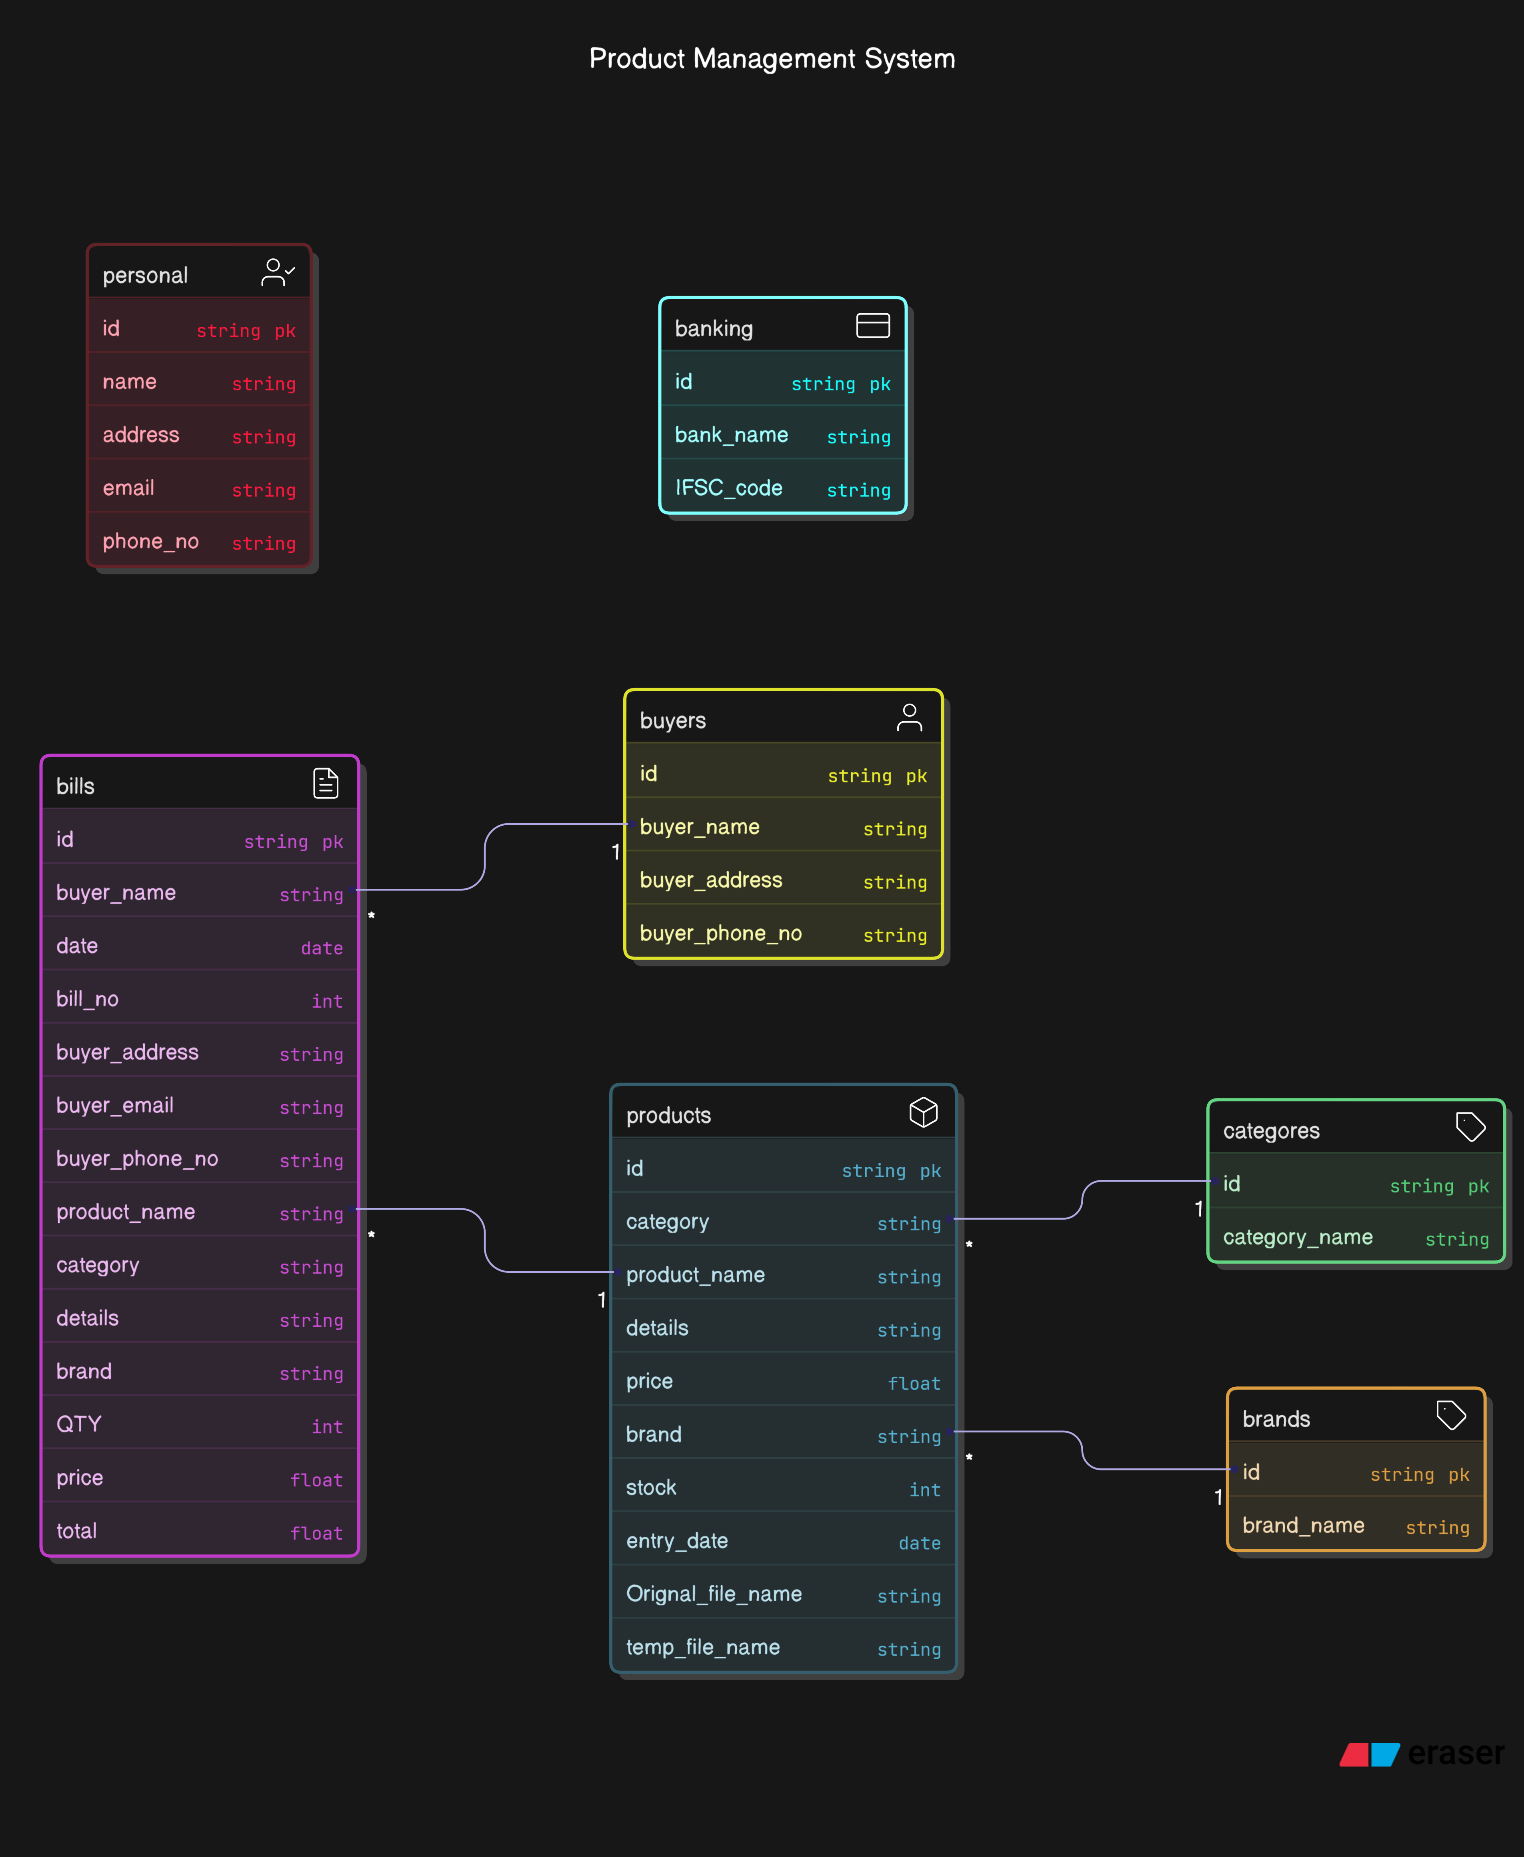 Product Management System
personal
id string pk
name string
address string
email string
phone_no string
banking
id string pk
bank_name string
IFSC_code string
buyers
id string pk
buyer_name string
buyer_address string
buyer_phone_no string
1
bills
id string pk
buyer_name string
*
date date
bill_no int
buyer_address string
buyer_email string
buyer_phone_no string
product_name string
*
category string
details string
brand string
QTY int
price float
total float
products
id string pk
category string
*
product_name string
1
details string
price float
brand string
*
stock int
entry_date date
Orignal_file_name string
temp_file_name string
categores
id string pk
1
category_name string
brands
id string pk
1
brand_name string
eraser